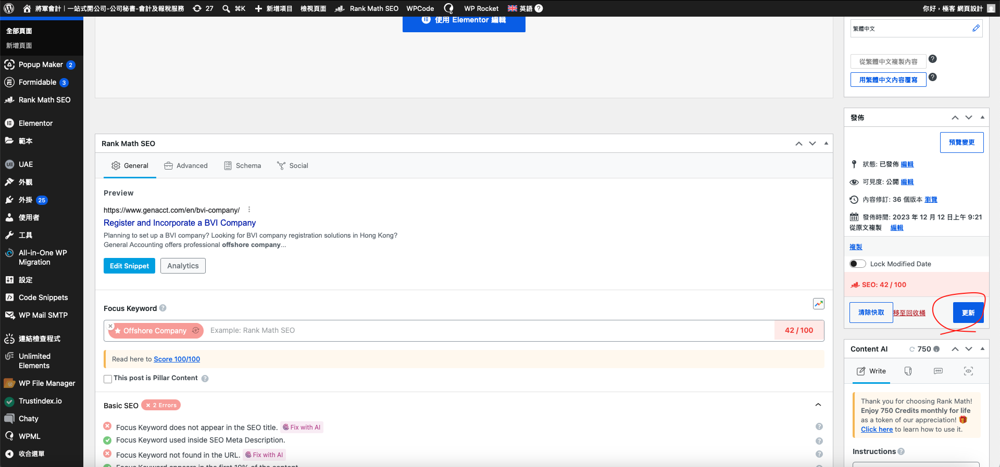 將軍會計｜一站式開公司-公司秘書-會計及報稅服務 27 ⌘K 新增項目 檢視頁面 Rank Math SEO WPCode WP Rocket 英語 你好，極客 網頁設計
全部頁面
新增頁面
Popup Maker 2
Formidable 3
Rank Math SEO
Elementor
範本
UAE
外觀
外掛 25
使用者
工具
All-in-One WP
Migration
設定
Code Snippets
WP Mail SMTP
連結檢查程式
Unlimited
Elements
WP File Manager
Trustindex.io
Chaty
WPML
收合選單
使用 Elementor 編輯
Rank Math SEO
General Advanced Schema Social
Preview
https://www.genacct.com/en/bvi-company/
Register and Incorporate a BVI Company
Planning to set up a BVI company? Looking for BVI company registration solutions in Hong Kong?
General Accounting offers professional offshore company...
Edit Snippet Analytics
Focus Keyword
Offshore Company Example: Rank Math SEO 42 / 100
Read here to Score 100/100
This post is Pillar Content
Basic SEO × 2 Errors
Focus Keyword does not appear in the SEO title. Fix with AI
Focus Keyword used inside SEO Meta Description.
Focus Keyword not found in the URL. Fix with AI
Focus Keyword appears in the first 10% of the content.
繁體中文
從繁體中文複製內容
用繁體中文內容覆寫
發佈
預覽變更
狀態: 已發佈 編輯
可見度: 公開 編輯
內容修訂: 36 個版本 瀏覽
發佈時間: 2023 年 12 月 12 日上午 9:21
從原文複製 編輯
複製
Lock Modified Date
SEO: 42 / 100
清除快取 移至回收桶 更新
Content AI 750
Write
Thank you for choosing Rank Math!
Enjoy 750 Credits monthly for life
as a token of our appreciation! 🎁
Click here to learn how to use it.
Instructions